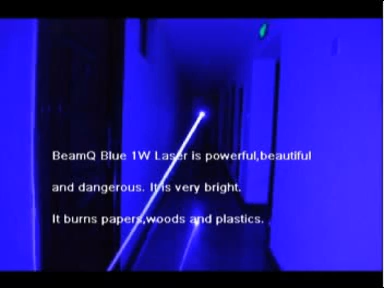 BeamQ Blue 1W Laser is powerful,beautiful
and dangerous. It is very bright.
It burns papers,woods and plastics.